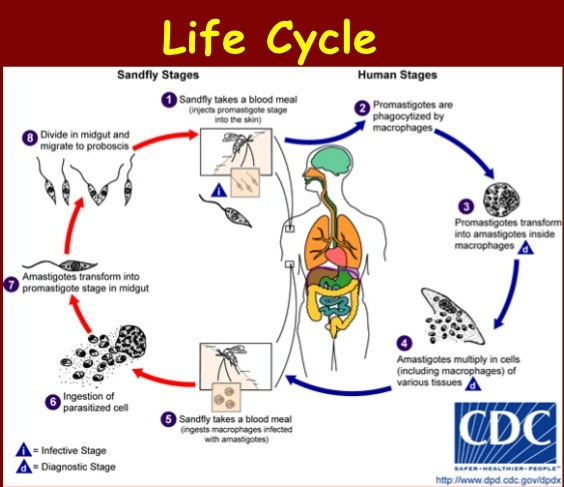 Life Cycle
Sandfly Stages
Human Stages
1 Sandfly takes a blood meal
(injects promastigote stage
into the skin)
2 Promastigotes are
phagocytized by
macrophages
3
Promastigotes transform
into amastigotes inside
macrophages d
4
Amastigotes multiply in cells
(including macrophages) of
various tissues d
5 Sandfly takes a blood meal
(ingests macrophages infected
with amastigotes)
6 Ingestion of
parasitized cell
7 Amastigotes transform into
promastigote stage in midgut
8 Divide in midgut and
migrate to proboscis
i
i = Infective Stage
d = Diagnostic Stage
CDC
SAFER·HEALTHIER·PEOPLE™
http://www.dpd.cdc.gov/dpdx